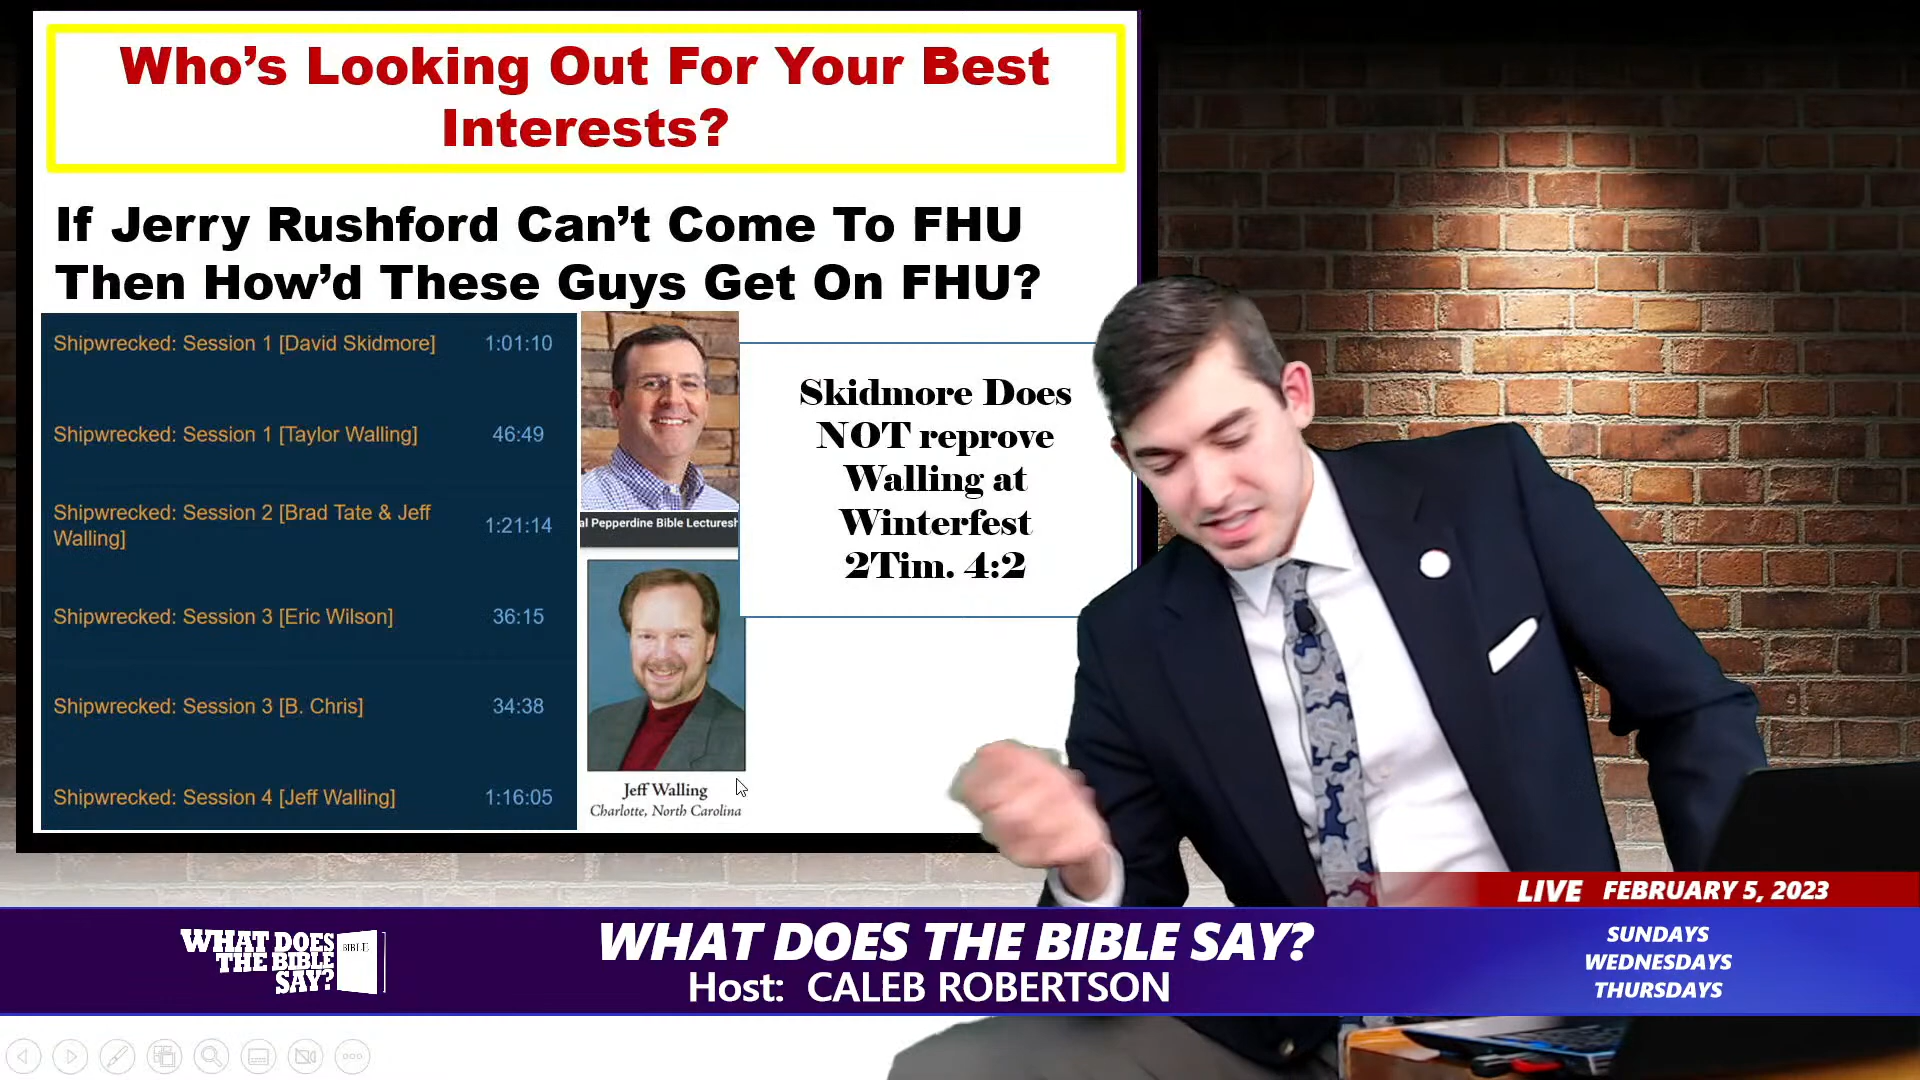 Who's Looking Out For Your Best
Interests?
If Jerry Rushford Can't Come To FHU
Then How'd These Guys Get On FHU?
Shipwrecked: Session 1 [David Skidmore] 1:01:10
Shipwrecked: Session 1 [Taylor Walling] 46:49
Shipwrecked: Session 2 [Brad Tate & Jeff
Walling] 1:21:14
Shipwrecked: Session 3 [Eric Wilson] 36:15
Shipwrecked: Session 3 [B. Chris] 34:38
Shipwrecked: Session 4 [Jeff Walling] 1:16:05
al Pepperdine Bible Lecturesh
Jeff Walling
Charlotte, North Carolina
Skidmore Does
NOT reprove
Walling at
Winterfest
2Tim. 4:2
LIVE FEBRUARY 5, 2023
WHAT DOES
THE BIBLE
SAY?
BIBLE
WHAT DOES THE BIBLE SAY?
Host: CALEB ROBERTSON
SUNDAYS
WEDNESDAYS
THURSDAYS